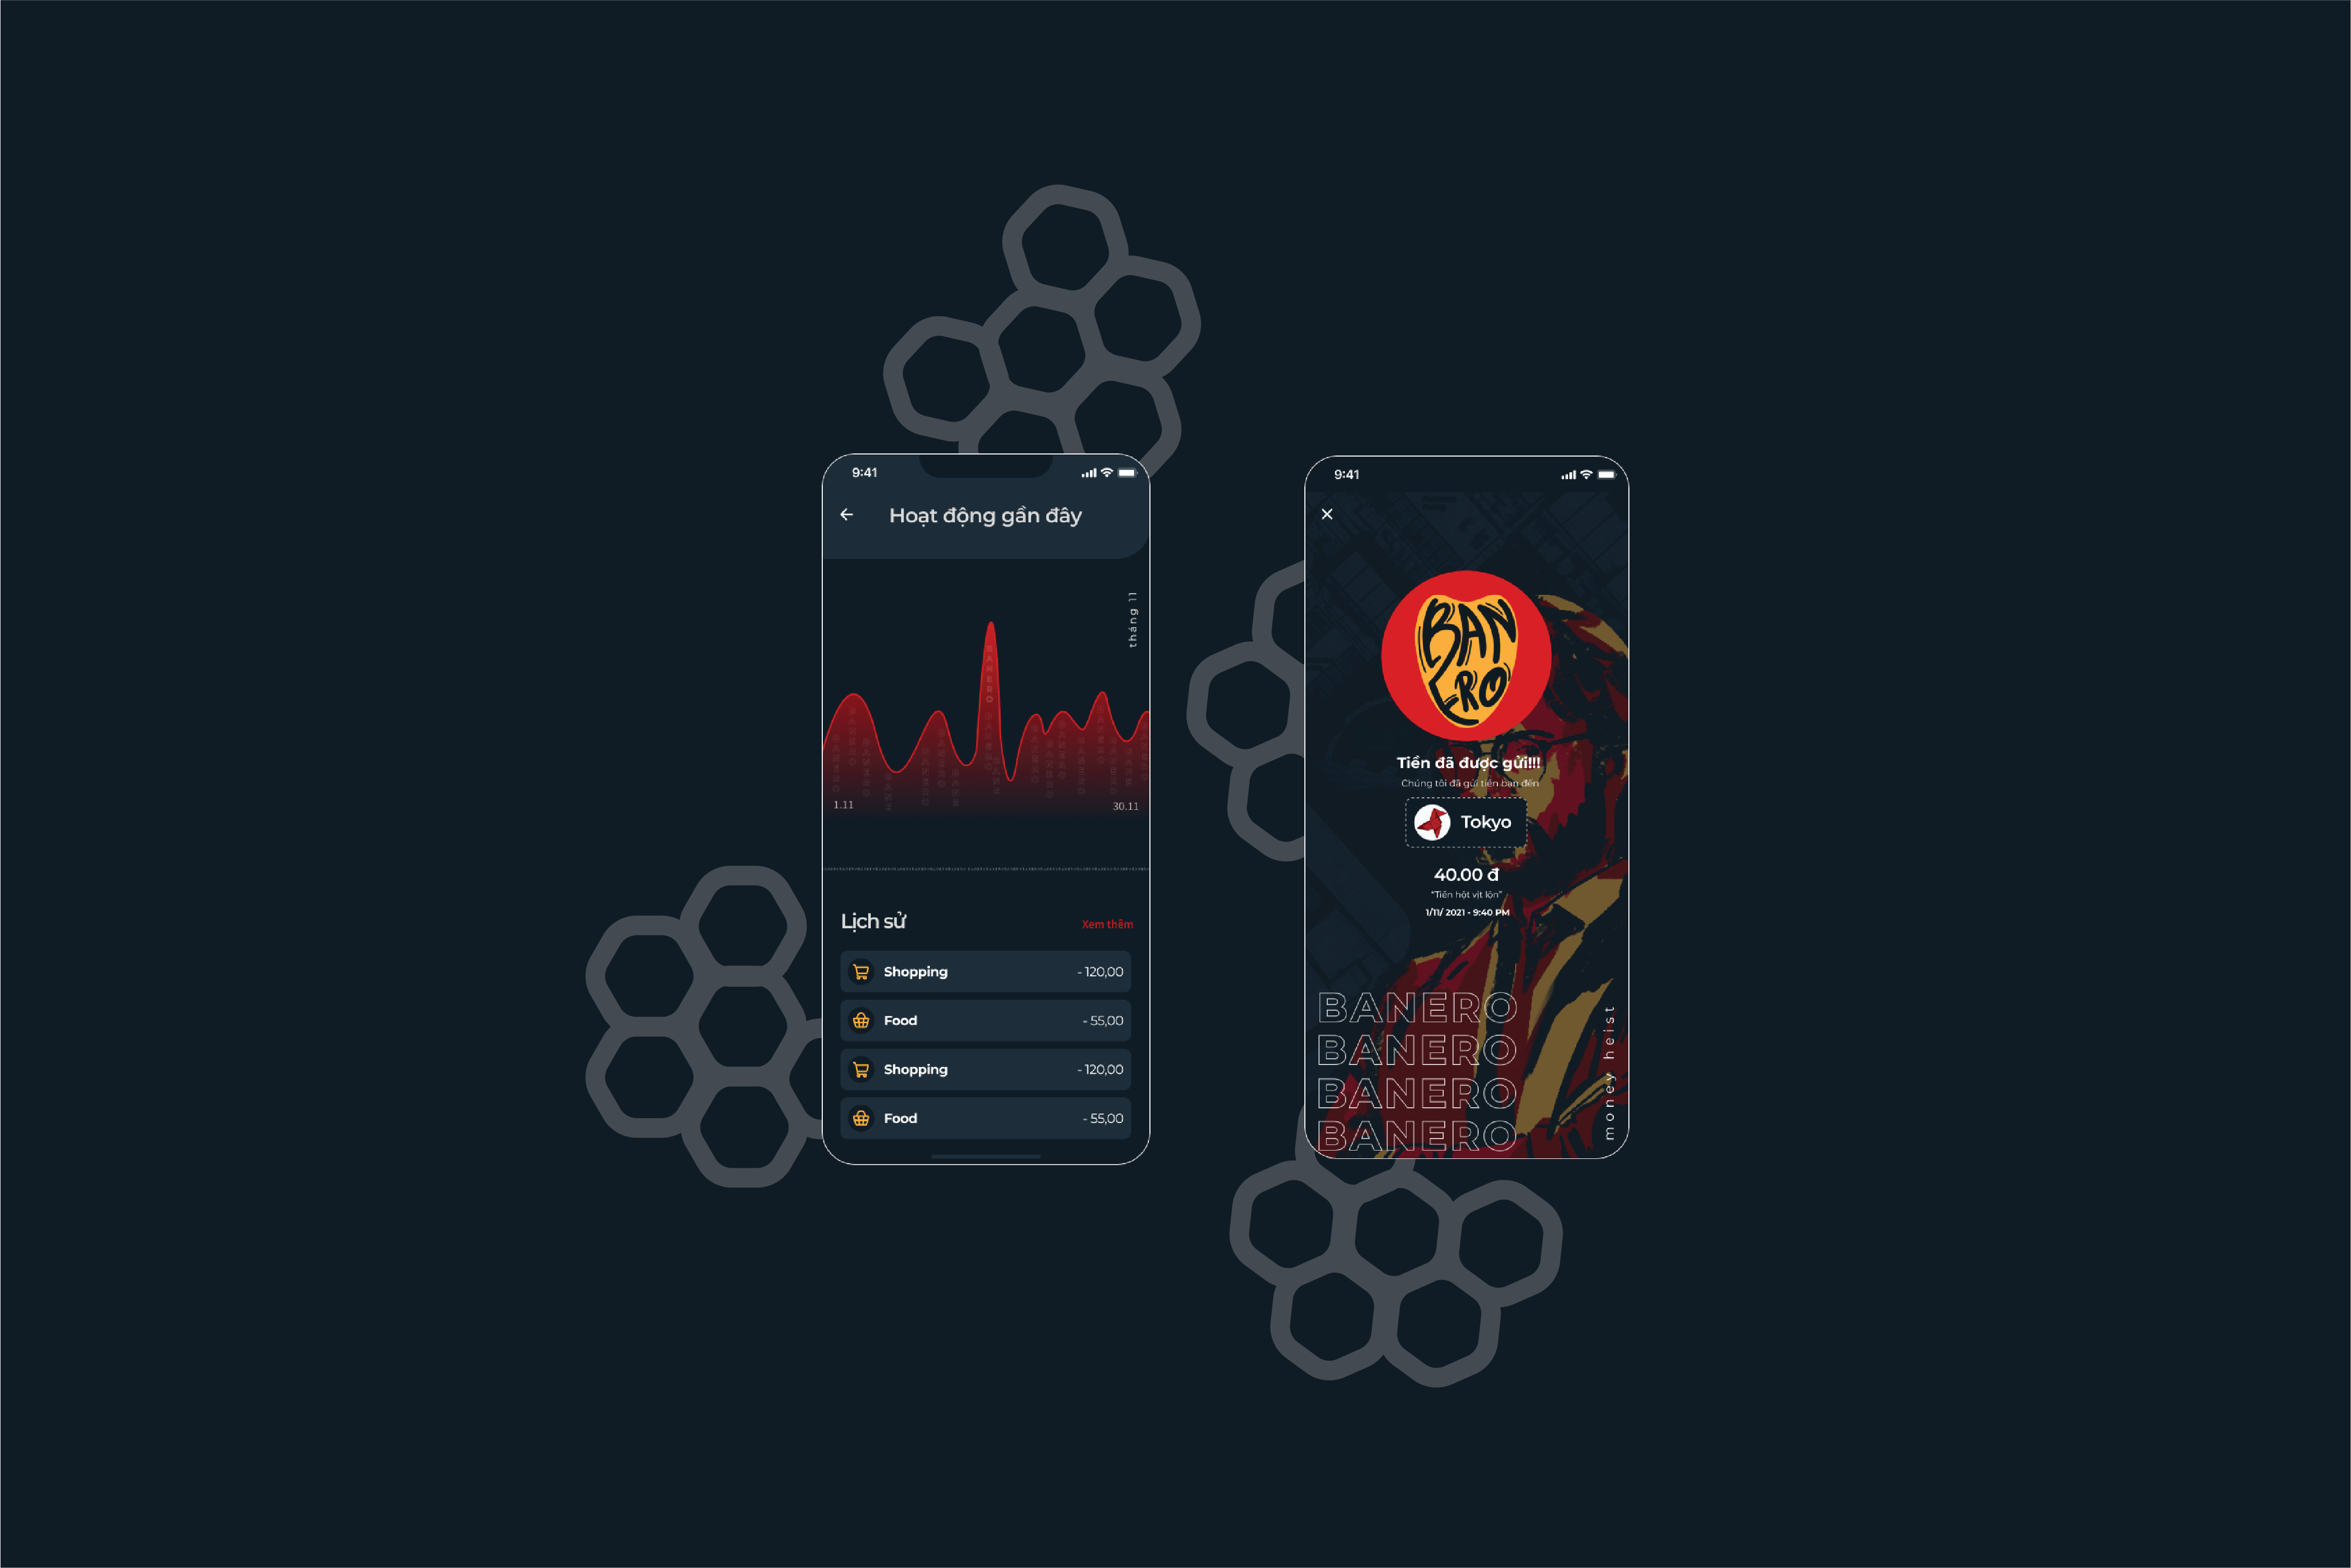 9:41
Hoạt động gần đây
tháng 11
BANERO
1.11
30.11
Lịch sử
Xem thêm
Shopping
- 120,00
Food
- 55,00
Shopping
- 120,00
Food
- 55,00
9:41
BAN
ERO
Tiền đã được gửi!!!
Chúng tôi đã gửi tiền bạn đến
Tokyo
40.00 đ
"Tiền hột vịt lộn"
1/11/ 2021 - 9:40 PM
BANERO
BANERO
BANERO
BANERO
money heist